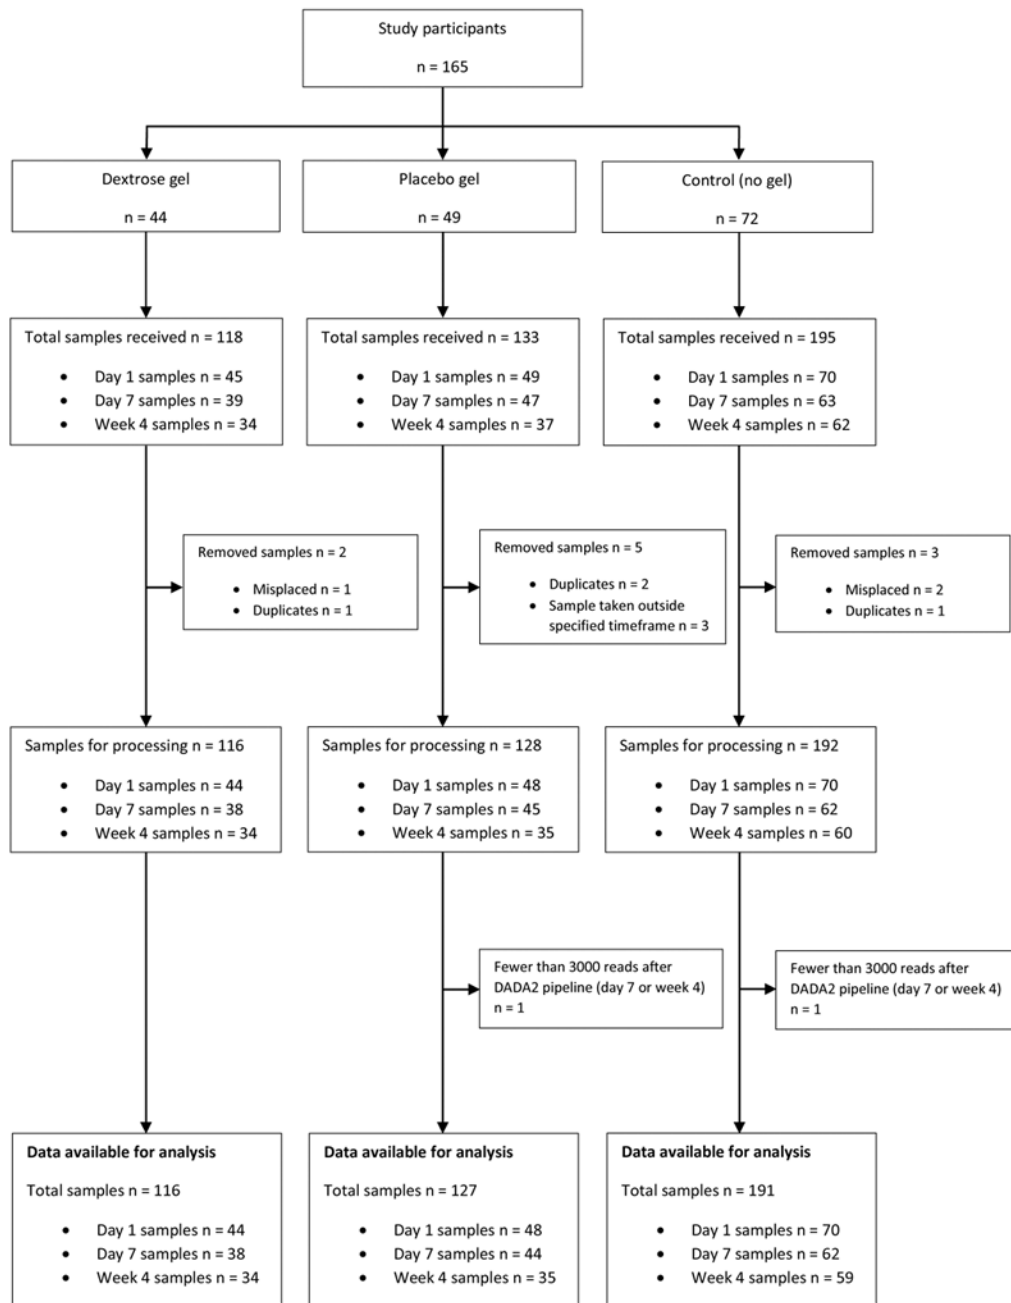 Study participants
n = 165
Dextrose gel
n = 44
Placebo gel
n = 49
Control (no gel)
n = 72
Total samples received n = 118
• Day 1 samples n = 45
• Day 7 samples n = 39
• Week 4 samples n = 34
Total samples received n = 133
• Day 1 samples n = 49
• Day 7 samples n = 47
• Week 4 samples n = 37
Total samples received n = 195
• Day 1 samples n = 70
• Day 7 samples n = 63
• Week 4 samples n = 62
Removed samples n = 2
• Misplaced n = 1
• Duplicates n = 1
Removed samples n = 5
• Duplicates n = 2
• Sample taken outside
specified timeframe n = 3
Removed samples n = 3
• Misplaced n = 2
• Duplicates n = 1
Samples for processing n = 116
• Day 1 samples n = 44
• Day 7 samples n = 38
• Week 4 samples n = 34
Samples for processing n = 128
• Day 1 samples n = 48
• Day 7 samples n = 45
• Week 4 samples n = 35
Samples for processing n = 192
• Day 1 samples n = 70
• Day 7 samples n = 62
• Week 4 samples n = 60
Fewer than 3000 reads after
DADA2 pipeline (day 7 or week 4)
n = 1
Fewer than 3000 reads after
DADA2 pipeline (day 7 or week 4)
n = 1
Data available for analysis
Total samples n = 116
• Day 1 samples n = 44
• Day 7 samples n = 38
• Week 4 samples n = 34
Data available for analysis
Total samples n = 127
• Day 1 samples n = 48
• Day 7 samples n = 44
• Week 4 samples n = 35
Data available for analysis
Total samples n = 191
• Day 1 samples n = 70
• Day 7 samples n = 62
• Week 4 samples n = 59